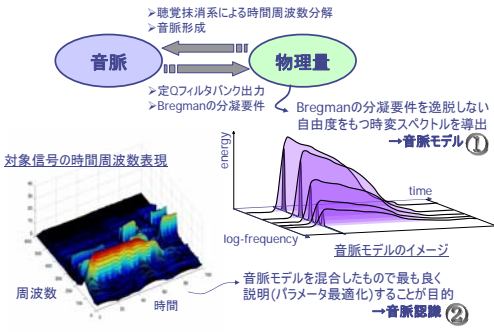 ➢聴覚抹消系による時間周波数分解
➢音脈形成
音脈
物理量
➢定Qフィルタバンク出力
➢Bregmanの分凝要件
Bregmanの分凝要件を逸脱しない
自由度をもつ時変スペクトルを導出
→音脈モデル①
対象信号の時間周波数表現
energy
time
log-frequency
音脈モデルのイメージ
周波数
時間
音脈モデルを混合したもので最も良く
説明(パラメータ最適化)することが目的
→音脈認識②